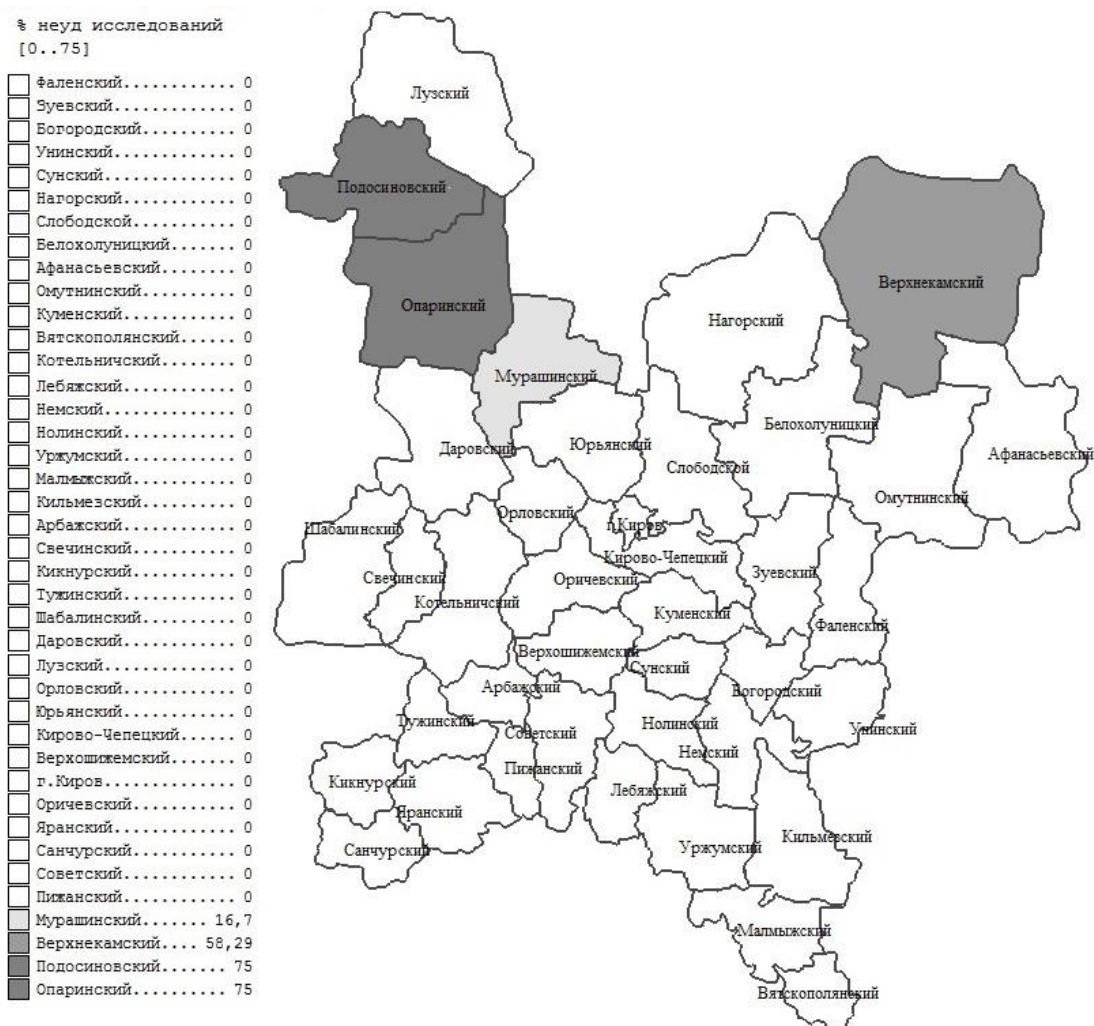 % неуд исследований
[0..75]
Фаленский............ 0
Зуевский............. 0
Богородский.......... 0
Унинский............. 0
Сунский.............. 0
Нагорский............ 0
Слободской........... 0
Белохолуницкий....... 0
Афанасьевский........ 0
Омутнинский.......... 0
Куменский............ 0
Вятскополянский...... 0
Котельничский........ 0
Лебяжский............ 0
Немский.............. 0
Нолинский............ 0
Уржумский............ 0
Малмыжский........... 0
Кильмезский.......... 0
Арбажский............ 0
Свечинский........... 0
Кикнурский........... 0
Тужинский............ 0
Шабалинский.......... 0
Даровский............ 0
Лузский.............. 0
Орловский............ 0
Юрьянский............ 0
Кирово-Чепецкий...... 0
Верхошижемский....... 0
г.Киров.............. 0
Оричевский........... 0
Яранский............. 0
Санчурский........... 0
Советский............ 0
Пижанский............ 0
Мурашинский....... 16,7
Верхнекамский.... 58,29
Подосиновский....... 75
Опаринский.......... 75
Лузский
Подосиновский
Верхнекамский
Опаринский
Нагорский
Мурашинский
Белохолуницкий
Юрьянский
Даровский
Афанасьевский
Слободской
Омутнинский
Орловский
г.Киров
Шабалинский
Кирово-Чепецкий
Зуевский
Свечинский
Оричевский
Котельничский
Куменский
Фаленский
Верхошижемский
Сунский
Арбажский
Богородский
Тужинский
Нолинский
Советский
Унинский
Немский
Пижанский
Кикнурский
Лебяжский
Яранский
Кильмезский
Уржумский
Санчурский
Малмыжский
Вятскополянский